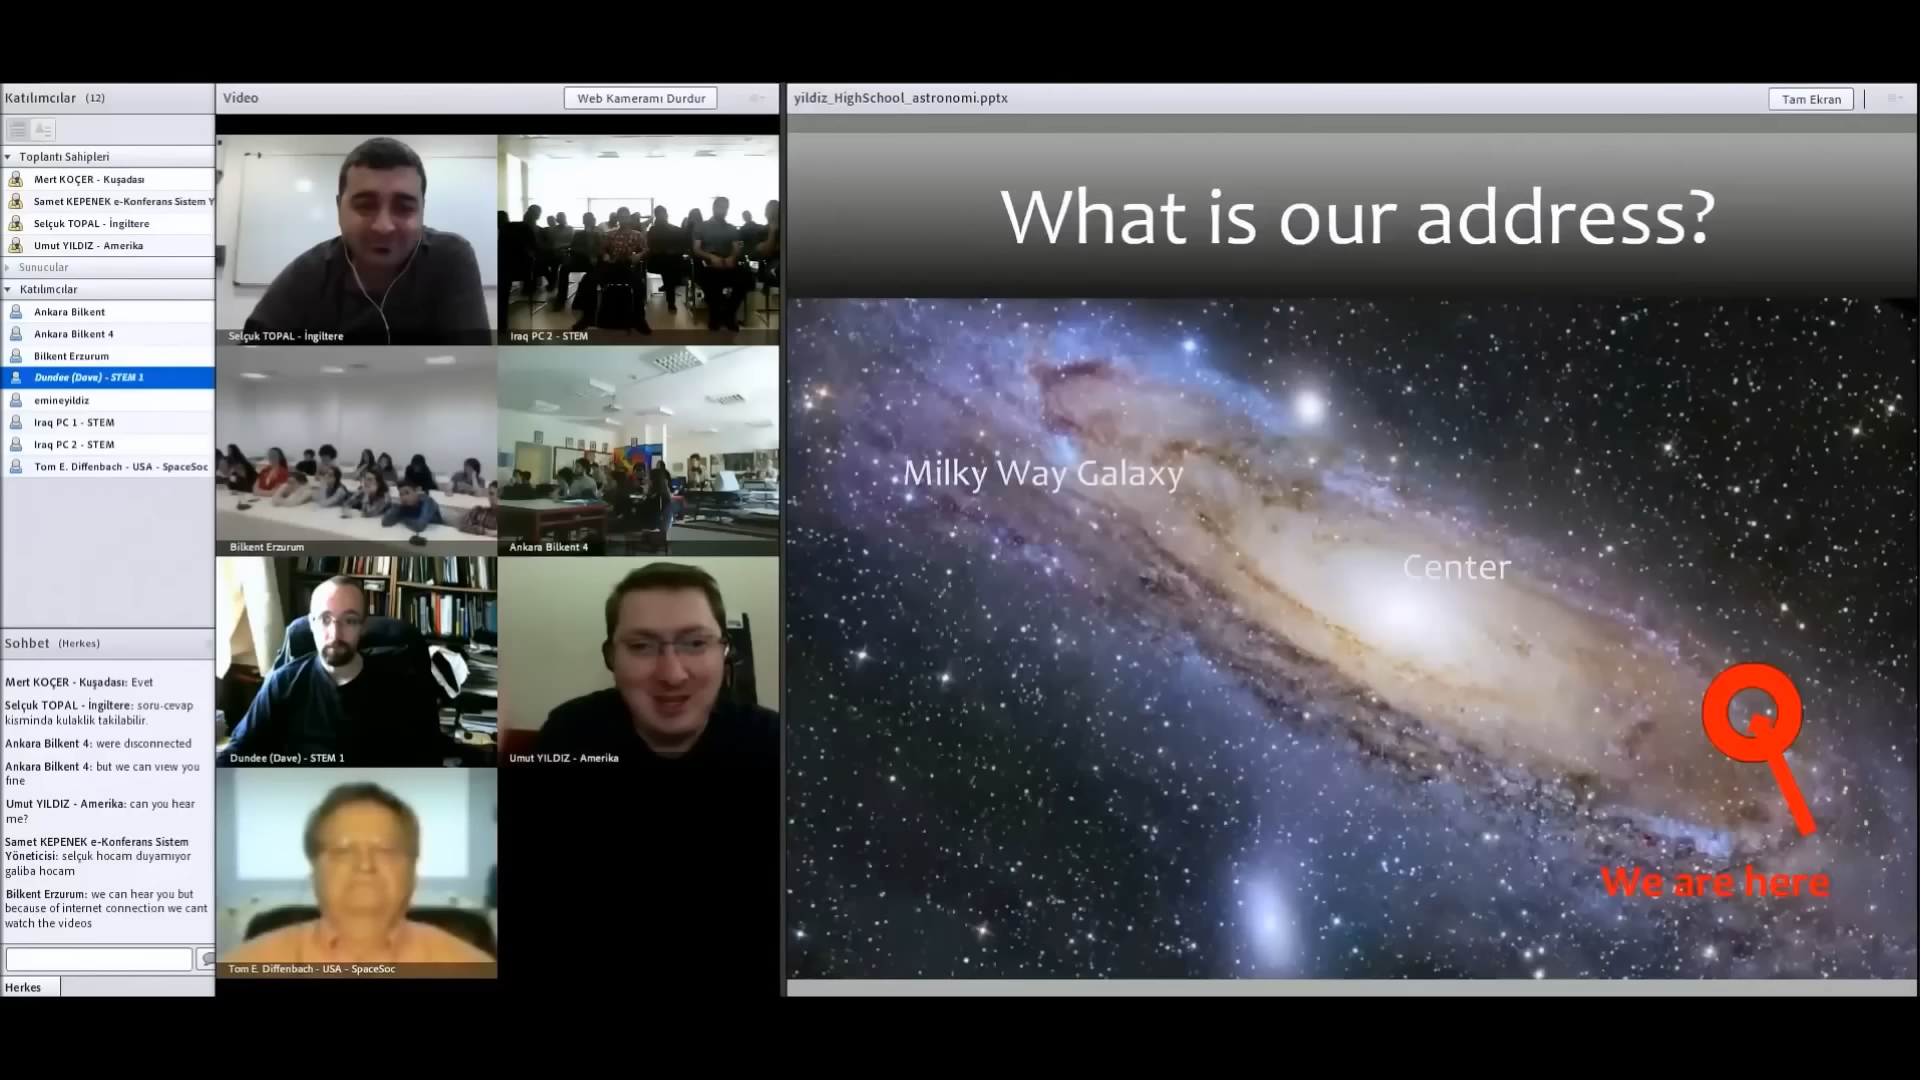 Katılımcılar (12)
Toplantı Sahipleri
Mert KOÇER - Kuşadası
Samet KEPENEK e-Konferans Sistem Y
Selçuk TOPAL - İngiltere
Umut YILDIZ - Amerika
Sunucular
Katılımcılar
Ankara Bilkent
Ankara Bilkent 4
Bilkent Erzurum
Dundee (Dave) - STEM 1
emineyildiz
Iraq PC 1 - STEM
Iraq PC 2 - STEM
Tom E. Diffenbach - USA - SpaceSoc
Sohbet (Herkes)
Mert KOÇER - Kuşadası: Evet
Selçuk TOPAL - İngiltere: soru-cevap
kisminda kulaklik takilabilir.
Ankara Bilkent 4: were dısconnected
Ankara Bilkent 4: but we can vıew you
fıne
Umut YILDIZ - Amerika: can you hear
me?
Samet KEPENEK e-Konferans Sistem
Yöneticisi: selçuk hocam duyamıyor
galiba hocam
Bilkent Erzurum: we can hear you but
because of internet connection we cant
watch the videos
Herkes
Video
Web Kameramı Durdur
Selçuk TOPAL - İngiltere
Iraq PC 2 - STEM
Bilkent Erzurum
Ankara Bilkent 4
Dundee (Dave) - STEM 1
Umut YILDIZ - Amerika
Tom E. Diffenbach - USA - SpaceSoc
yildiz_HighSchool_astronomi.pptx
Tam Ekran
What is our address?
Milky Way Galaxy
Center
We are here